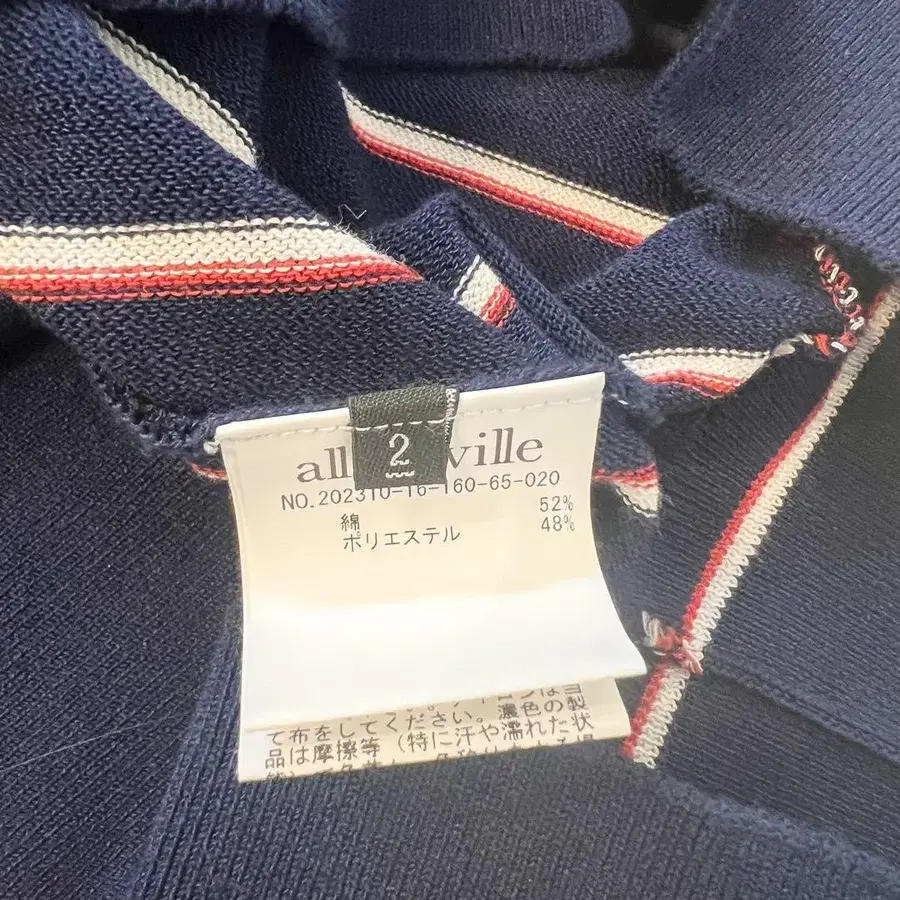 2
all ville
NO.202310-16-160-65-020
綿 52%
ポリエステル 48%
て布をしてください。濃色の製
品は摩擦等（特に汗や濡れた状